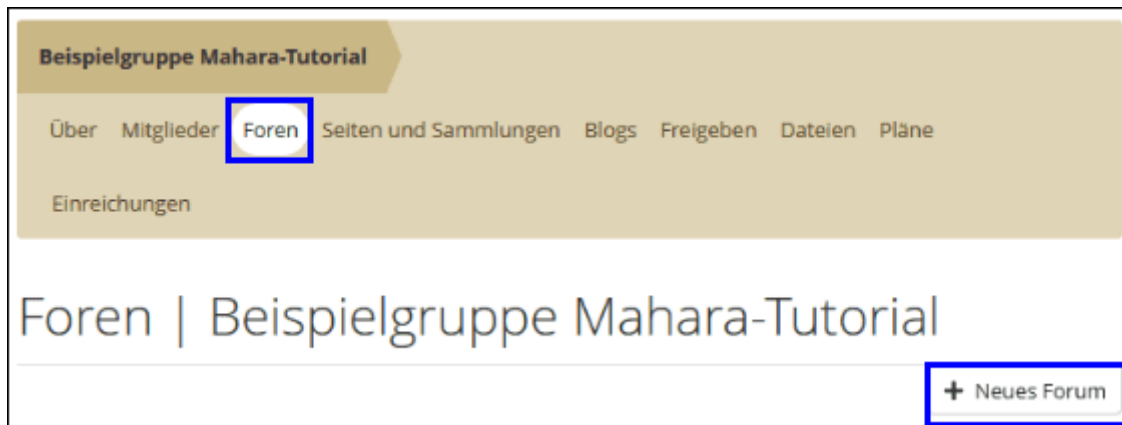 Beispielgruppe Mahara-Tutorial
Über Mitglieder Foren Seiten und Sammlungen Blogs Freigeben Dateien Pläne
Einreichungen
Foren | Beispielgruppe Mahara-Tutorial
+ Neues Forum